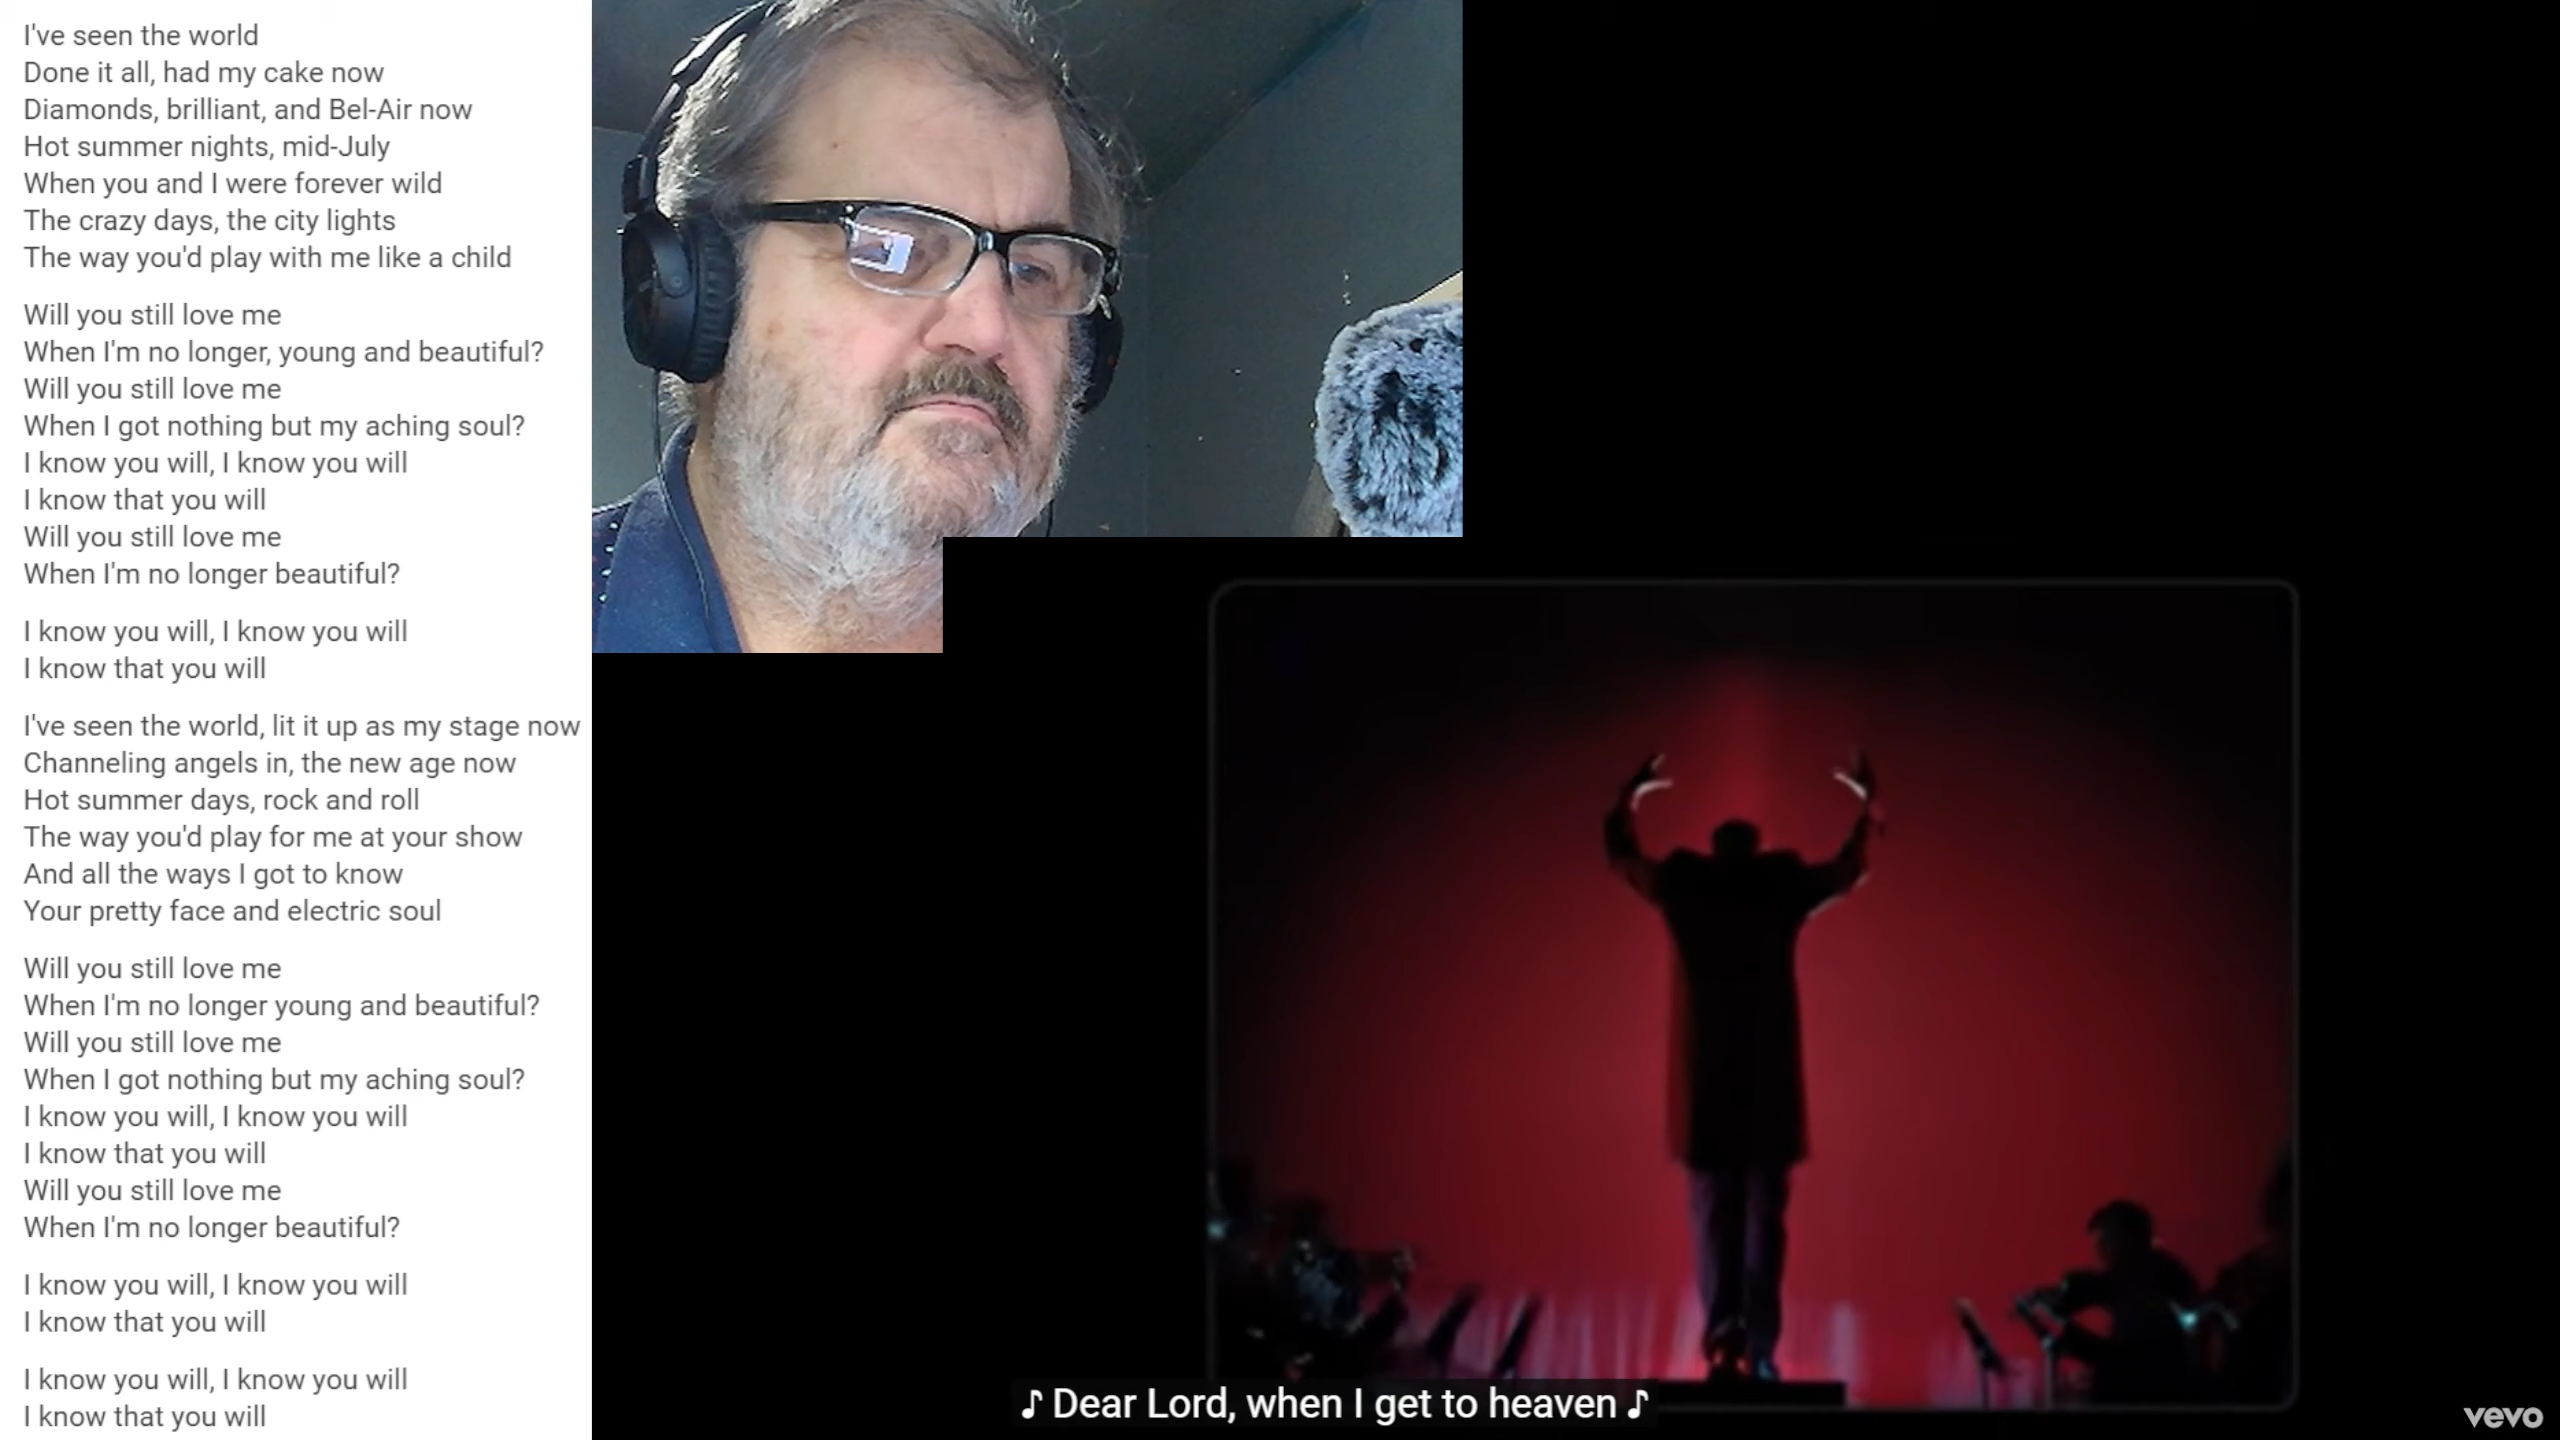 I've seen the world
Done it all, had my cake now
Diamonds, brilliant, and Bel-Air now
Hot summer nights, mid-July
When you and I were forever wild
The crazy days, the city lights
The way you'd play with me like a child
Will you still love me
When I'm no longer, young and beautiful?
Will you still love me
When I got nothing but my aching soul?
I know you will, I know you will
I know that you will
Will you still love me
When I'm no longer beautiful?
I know you will, I know you will
I know that you will
I've seen the world, lit it up as my stage now
Channeling angels in, the new age now
Hot summer days, rock and roll
The way you'd play for me at your show
And all the ways I got to know
Your pretty face and electric soul
Will you still love me
When I'm no longer young and beautiful?
Will you still love me
When I got nothing but my aching soul?
I know you will, I know you will
I know that you will
Will you still love me
When I'm no longer beautiful?
I know you will, I know you will
I know that you will
I know you will, I know you will
I know that you will
♪ Dear Lord, when I get to heaven ♪
vevo